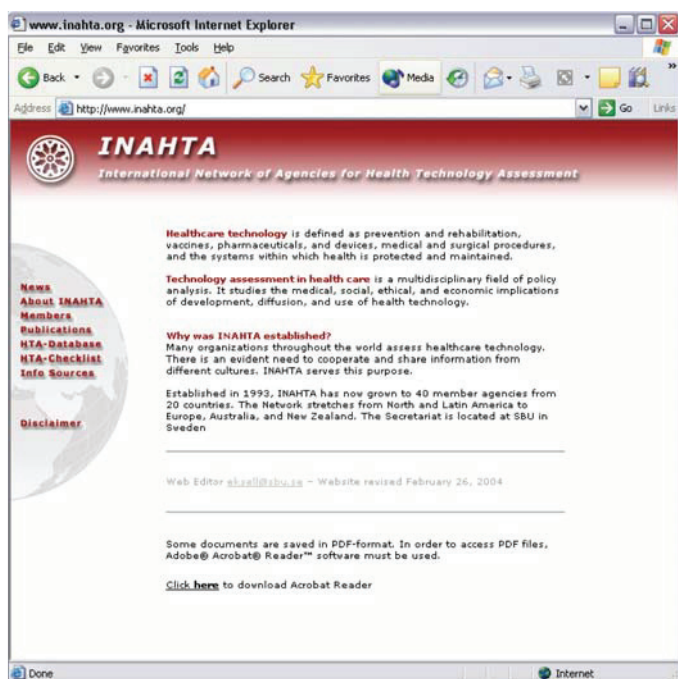 www.inahta.org - Microsoft Internet Explorer
File Edit View Favorites Tools Help
Back Search Favorites Media »
Address http://www.inahta.org/ Go Links
INAHTA
International Network of Agencies for Health Technology Assessment
Healthcare technology is defined as prevention and rehabilitation,
vaccines, pharmaceuticals, and devices, medical and surgical procedures,
and the systems within which health is protected and maintained.
Technology assessment in health care is a multidisciplinary field of policy
analysis. It studies the medical, social, ethical, and economic implications
of development, diffusion, and use of health technology.
News
About INAHTA
Members
Publications
HTA-Database
HTA-Checklist
Info Sources
Disclaimer
Why was INAHTA established?
Many organizations throughout the world assess healthcare technology.
There is an evident need to cooperate and share information from
different cultures. INAHTA serves this purpose.
Established in 1993, INAHTA has now grown to 40 member agencies from
20 countries. The Network stretches from North and Latin America to
Europe, Australia, and New Zealand. The Secretariat is located at SBU in
Sweden
Web Editor eksell@sbu.se – Website revised February 26, 2004
Some documents are saved in PDF-format. In order to access PDF files,
Adobe® Acrobat® Reader™ software must be used.
Click here to download Acrobat Reader
Done Internet